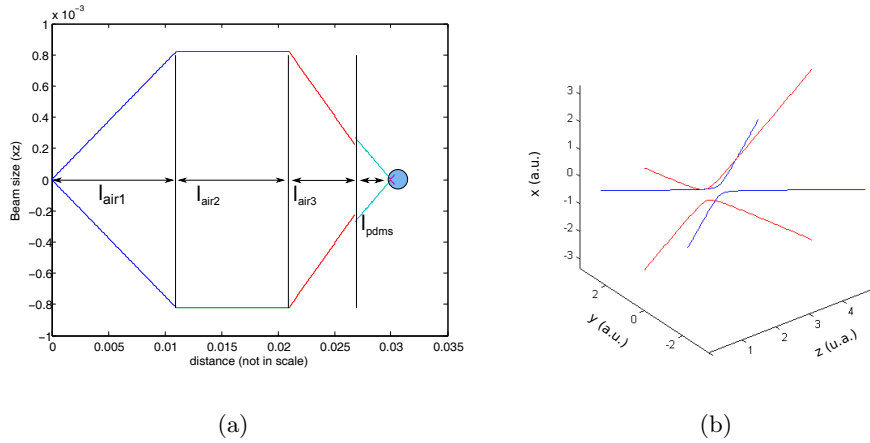 x 10⁻³
1
0.8
0.6
0.4
0.2
0
−0.2
−0.4
−0.6
−0.8
−1
Beam size (xz)
l_air1
l_air2
l_air3
l_pdms
0 0.005 0.01 0.015 0.02 0.025 0.03 0.035
distance (not in scale)
(a)
3
2
1
0
-1
-2
-3
x (a.u.)
2
0
-2
y (a.u.)
1
2
3
4
z (u.a.)
(b)